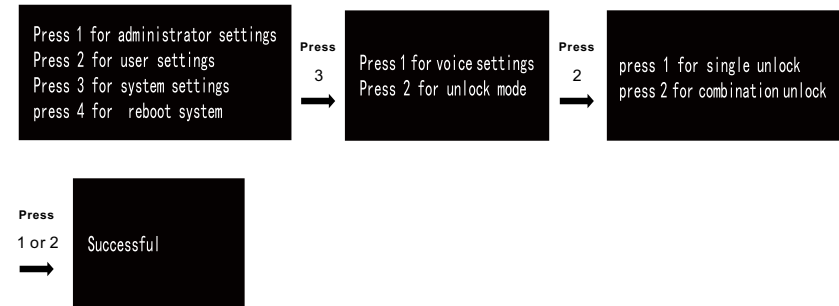 Press 1 for administrator settings
Press 2 for user settings
Press 3 for system settings
press 4 for reboot system
Press
3
Press 1 for voice settings
Press 2 for unlock mode
Press
2
press 1 for single unlock
press 2 for combination unlock
Press
1 or 2
Successful